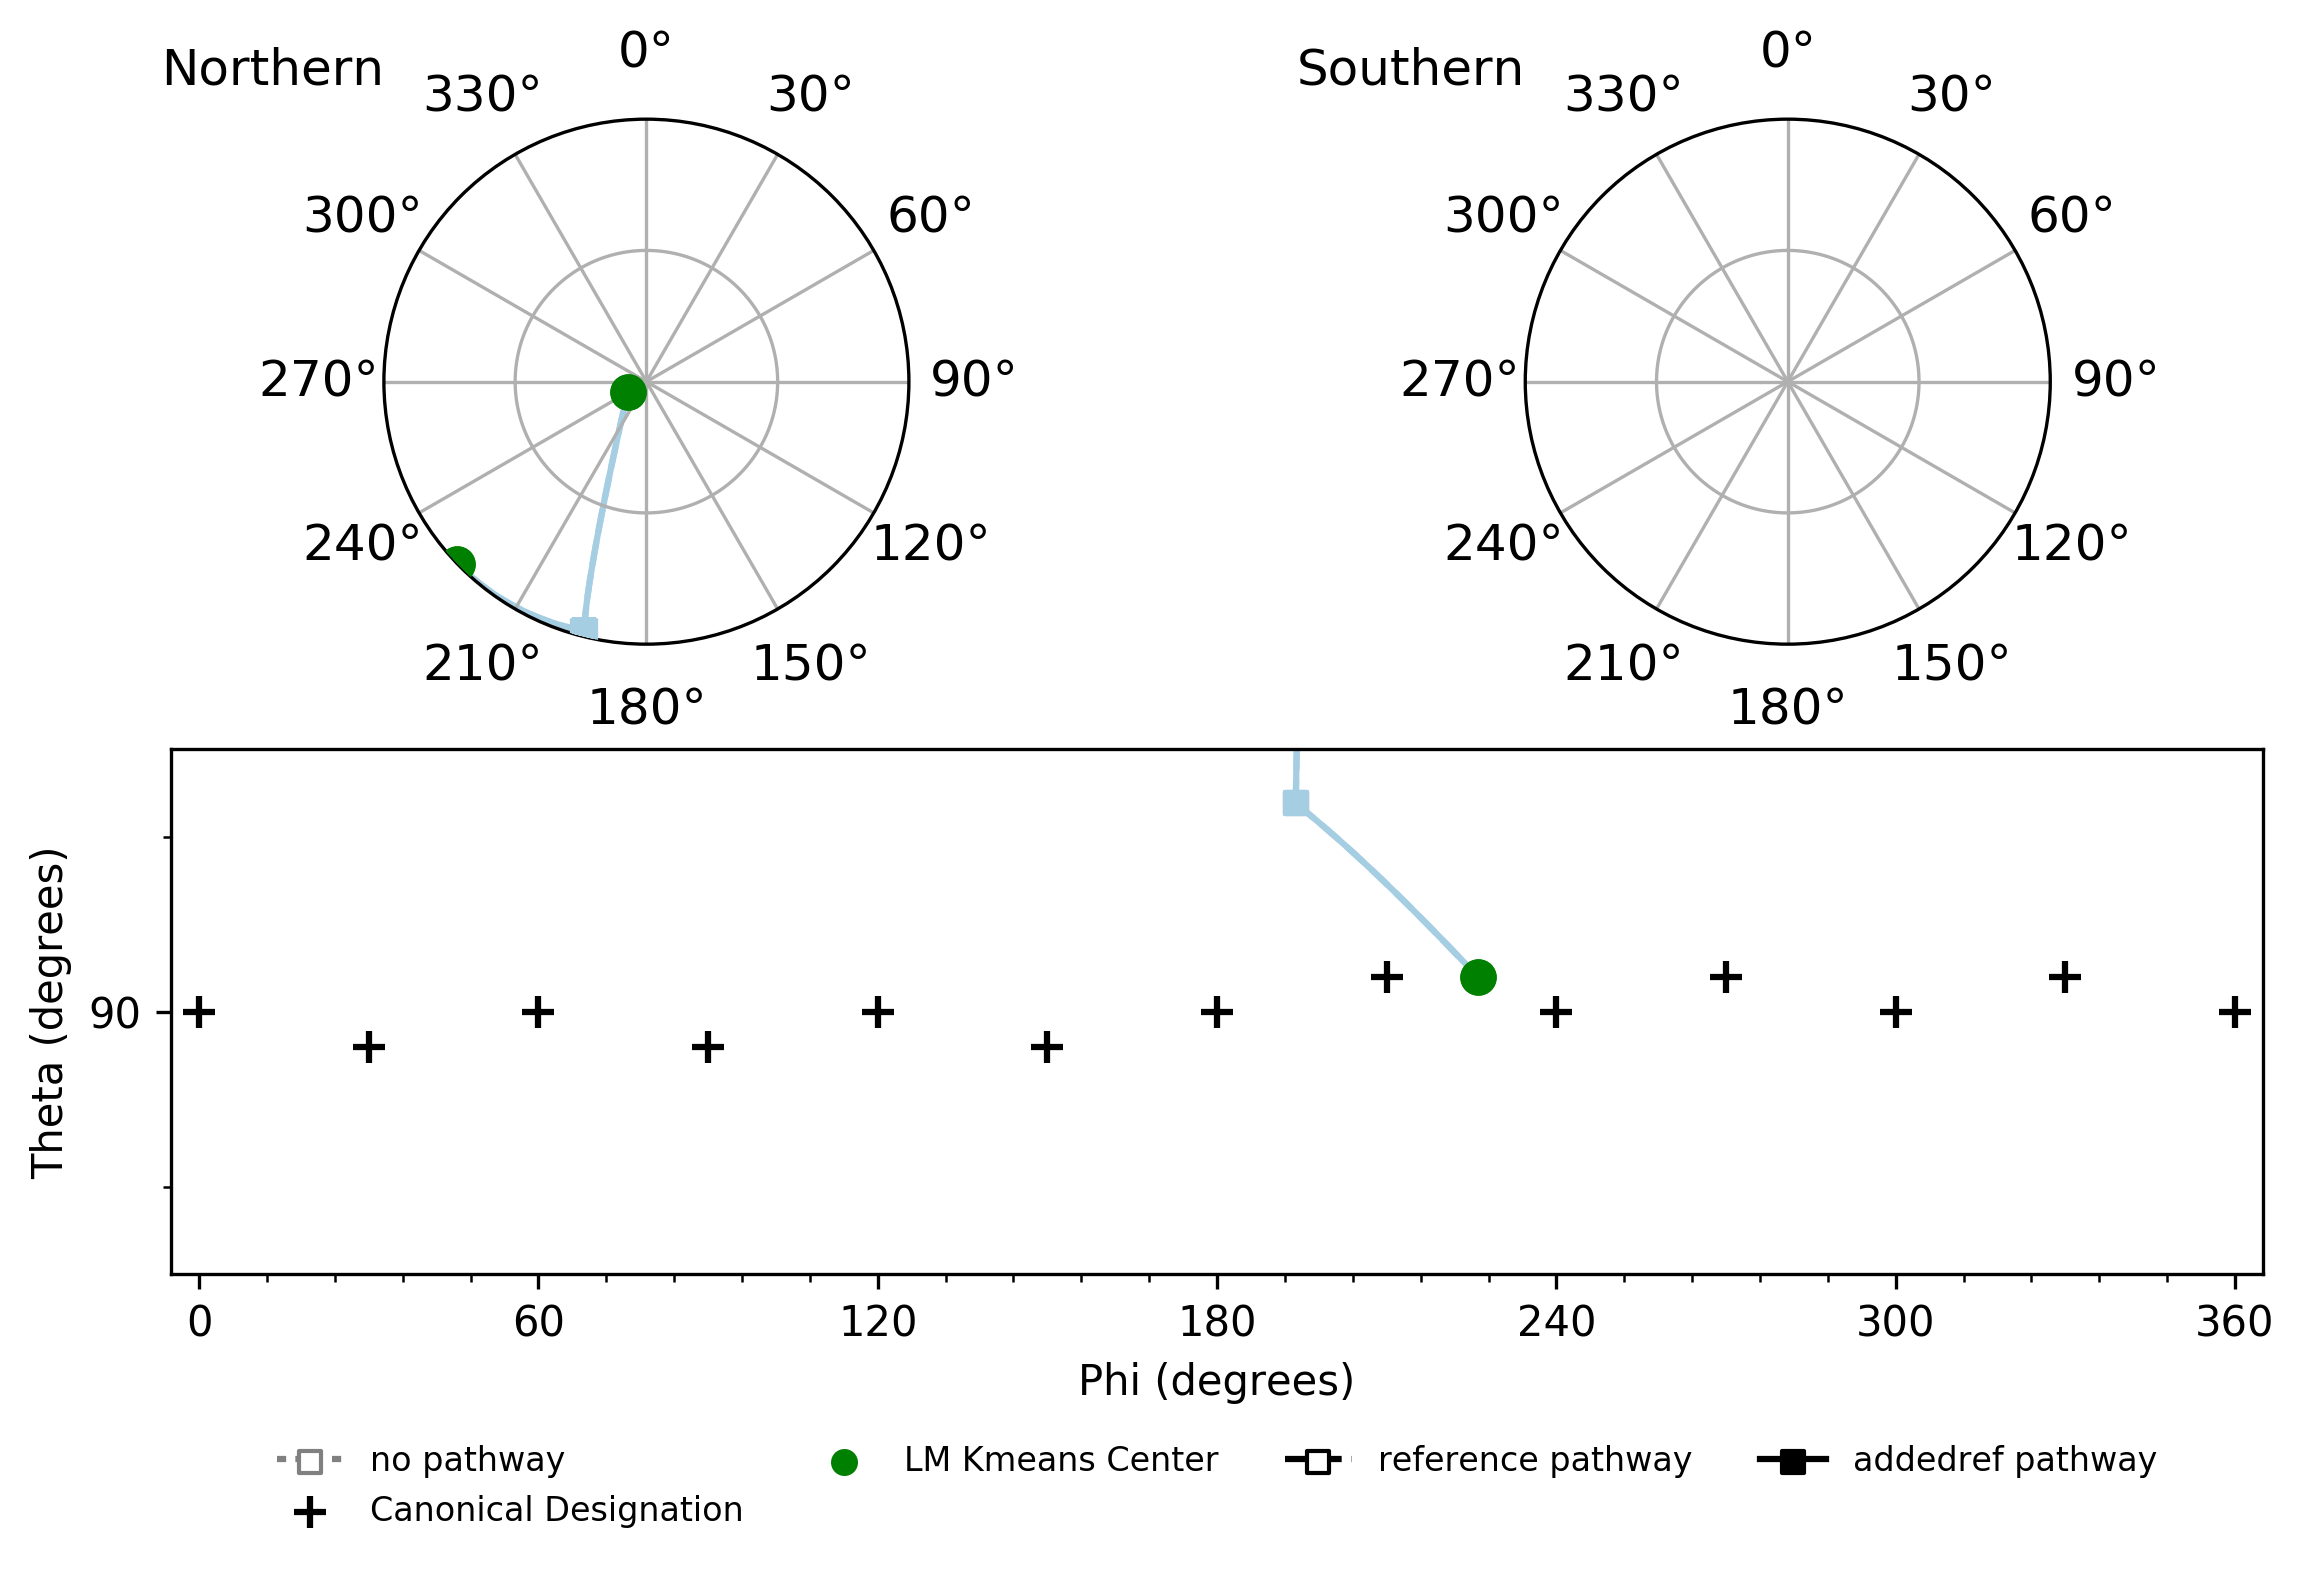 Northern
0°
330°
30°
300°
60°
270°
90°
240°
120°
210°
150°
180°
Southern
0°
330°
30°
300°
60°
270°
90°
240°
120°
210°
150°
180°
Theta (degrees)
90
0 60 120 180 240 300 360
Phi (degrees)
no pathway
Canonical Designation
LM Kmeans Center
reference pathway
addedref pathway